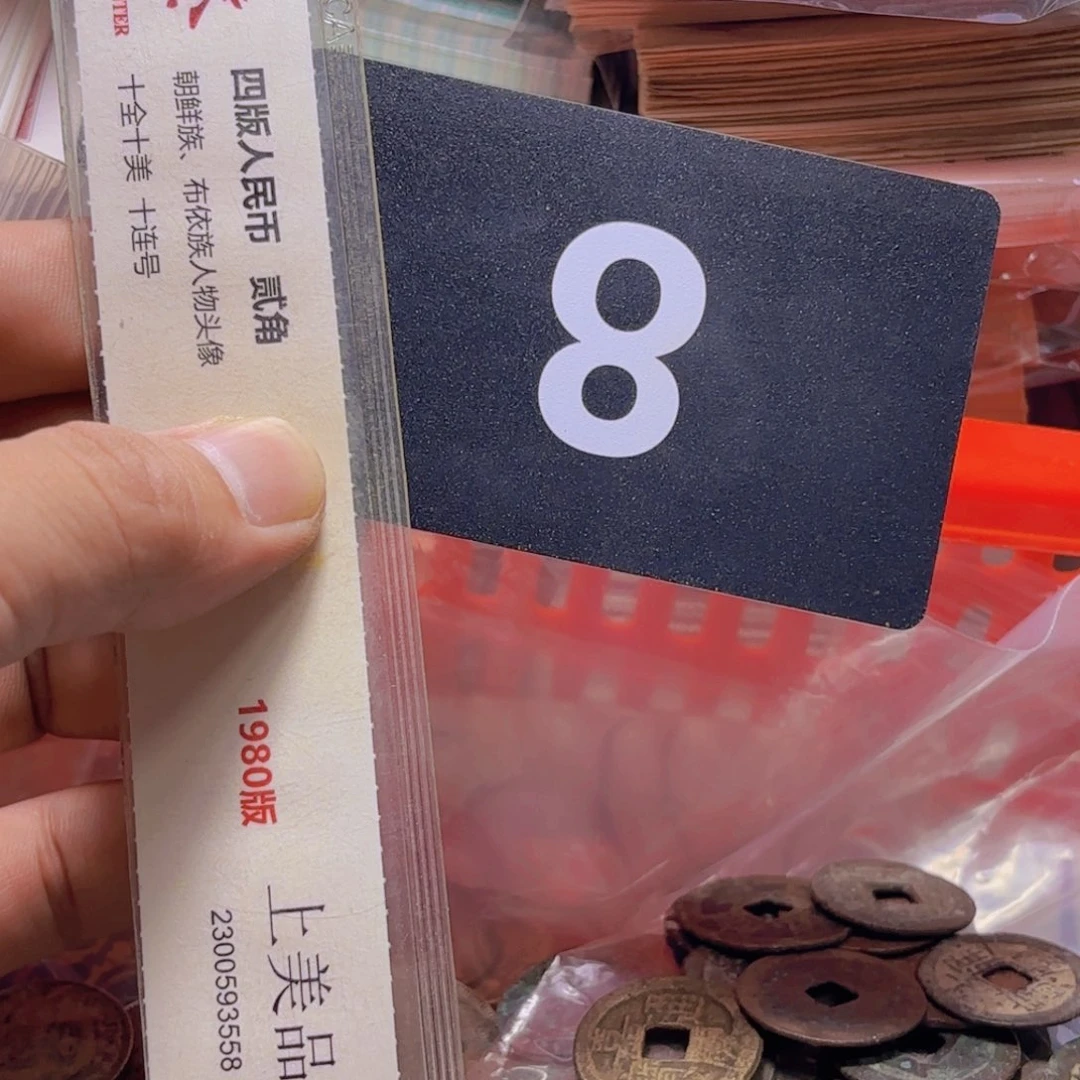 四版人民币 贰角
朝鲜族、布依族人物头像
十全十美 十连号
1980版
上美品
2300593558
8